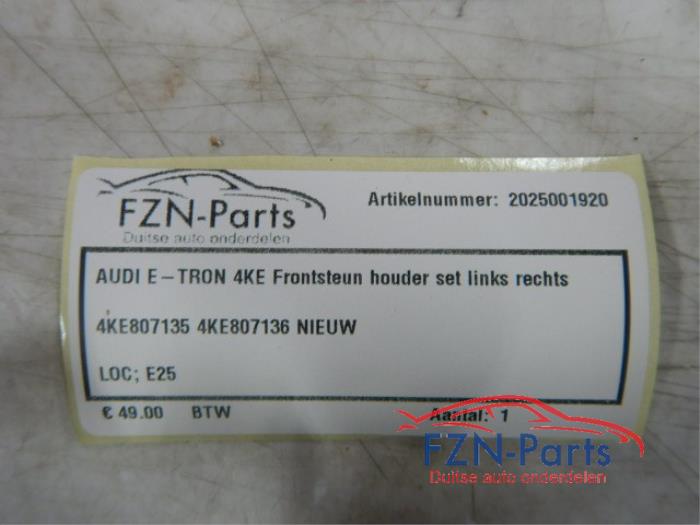 FZN-Parts
Duitse auto onderdelen
Artikelnummer: 2025001920
AUDI E-TRON 4KE Frontsteun houder set links rechts
4KE807135 4KE807136 NIEUW
LOC; E25
€ 49.00 BTW
Aantal: 1
FZN-Parts
Duitse auto onderdelen